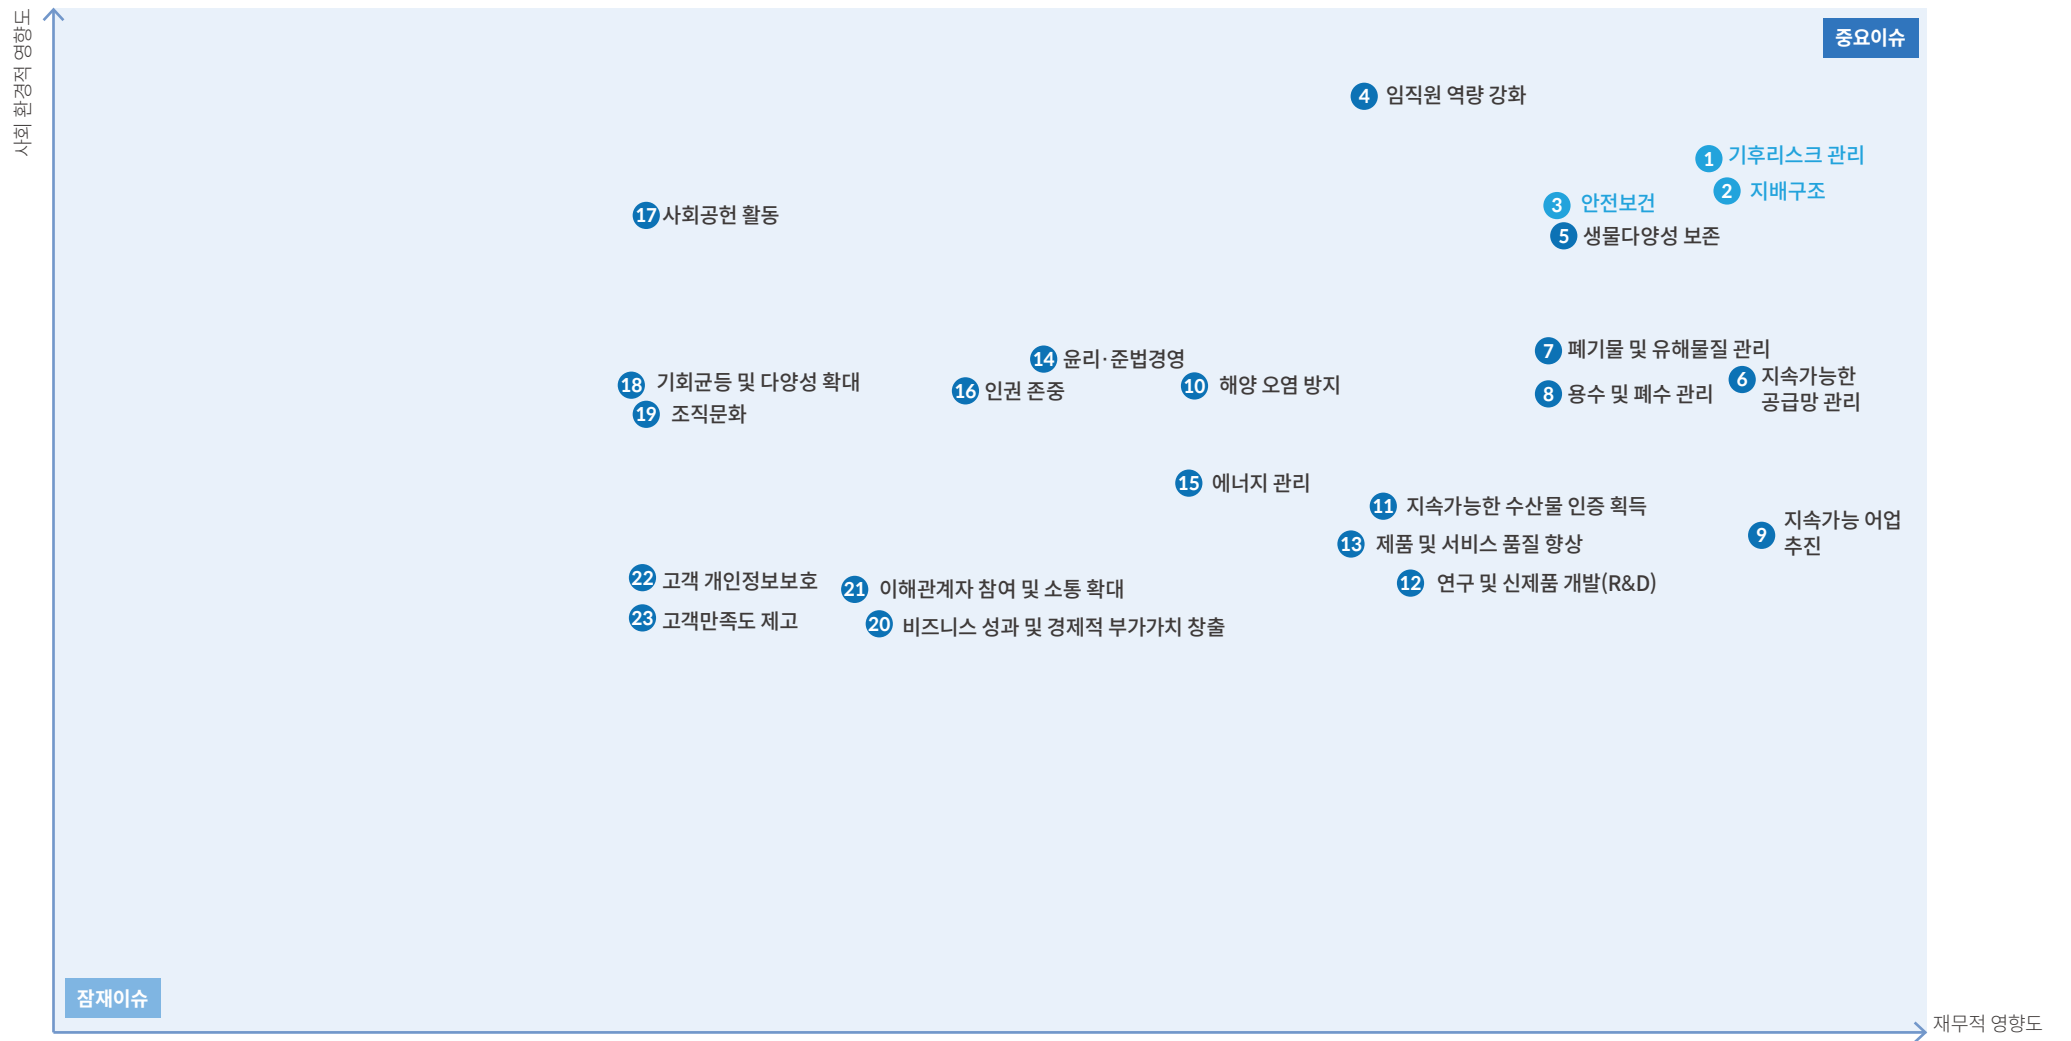 사회 환경적 영향도
중요이슈
4 임직원 역량 강화
1 기후리스크 관리
2 지배구조
3 안전보건
17 사회공헌 활동
5 생물다양성 보존
7 폐기물 및 유해물질 관리
14 윤리·준법경영
6 지속가능한
공급망 관리
18 기회균등 및 다양성 확대
16 인권 존중
10 해양 오염 방지
8 용수 및 폐수 관리
19 조직문화
15 에너지 관리
11 지속가능한 수산물 인증 획득
9 지속가능 어업
추진
13 제품 및 서비스 품질 향상
22 고객 개인정보보호
21 이해관계자 참여 및 소통 확대
12 연구 및 신제품 개발(R&D)
23 고객만족도 제고
20 비즈니스 성과 및 경제적 부가가치 창출
잠재이슈
재무적 영향도